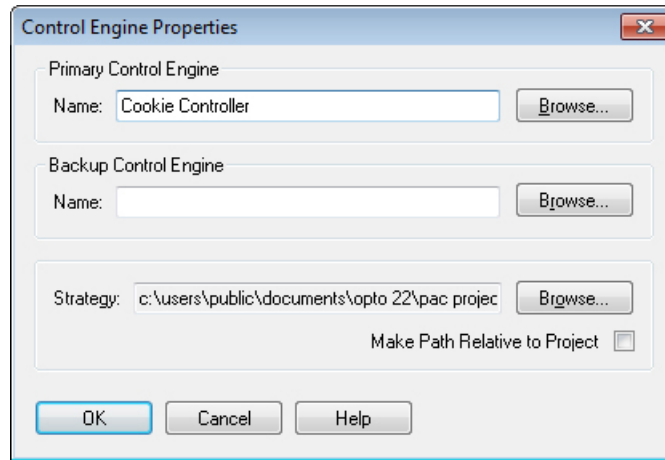 Control Engine Properties
Primary Control Engine
Name: Cookie Controller Browse...
Backup Control Engine
Name: Browse...
Strategy: c:\users\public\documents\opto 22\pac projec Browse...
Make Path Relative to Project
OK Cancel Help